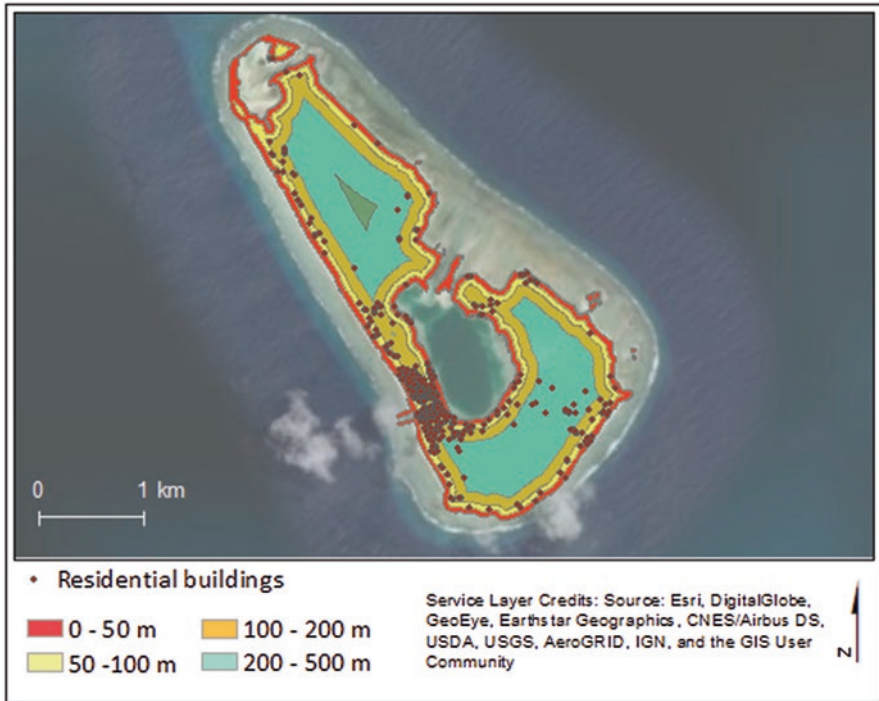 0 1 km
Residential buildings
0 - 50 m 100 - 200 m
50 -100 m 200 - 500 m
Service Layer Credits: Source: Esri, DigitalGlobe,
GeoEye, Earthstar Geographics, CNES/Airbus DS,
USDA, USGS, AeroGRID, IGN, and the GIS User
Community
N